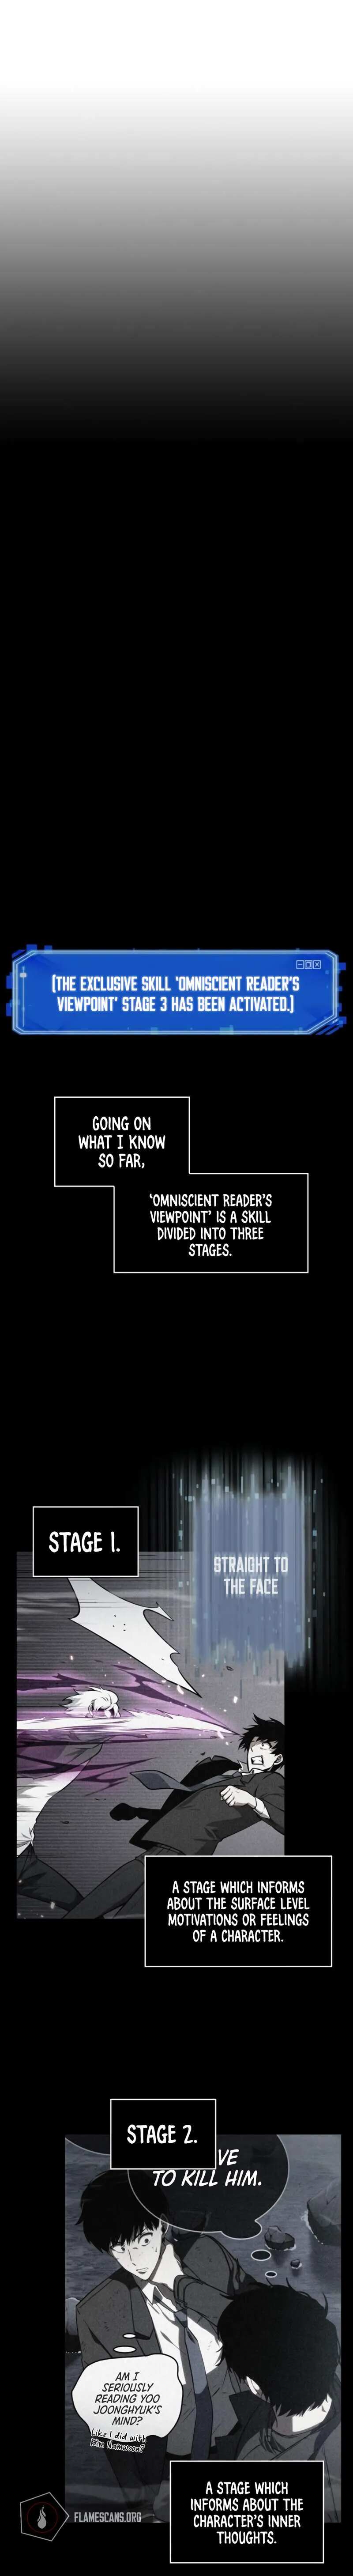 [THE EXCLUSIVE SKILL 'OMNISCIENT READER'S
VIEWPOINT' STAGE 3 HAS BEEN ACTIVATED.]
GOING ON
WHAT I KNOW
SO FAR,
'OMNISCIENT READER'S
VIEWPOINT' IS A SKILL
DIVIDED INTO THREE
STAGES.
STAGE 1.
STRAIGHT TO
THE FACE
A STAGE WHICH INFORMS
ABOUT THE SURFACE LEVEL
MOTIVATIONS OR FEELINGS
OF A CHARACTER.
STAGE 2.
VE
TO KILL HIM.
AM I
SERIOUSLY
READING YOO
JOONGHYUK'S
MIND?
Like I did with
Kim Namwoon?
A STAGE WHICH
INFORMS ABOUT THE
CHARACTER'S INNER
THOUGHTS.
FLAMESCANS.ORG